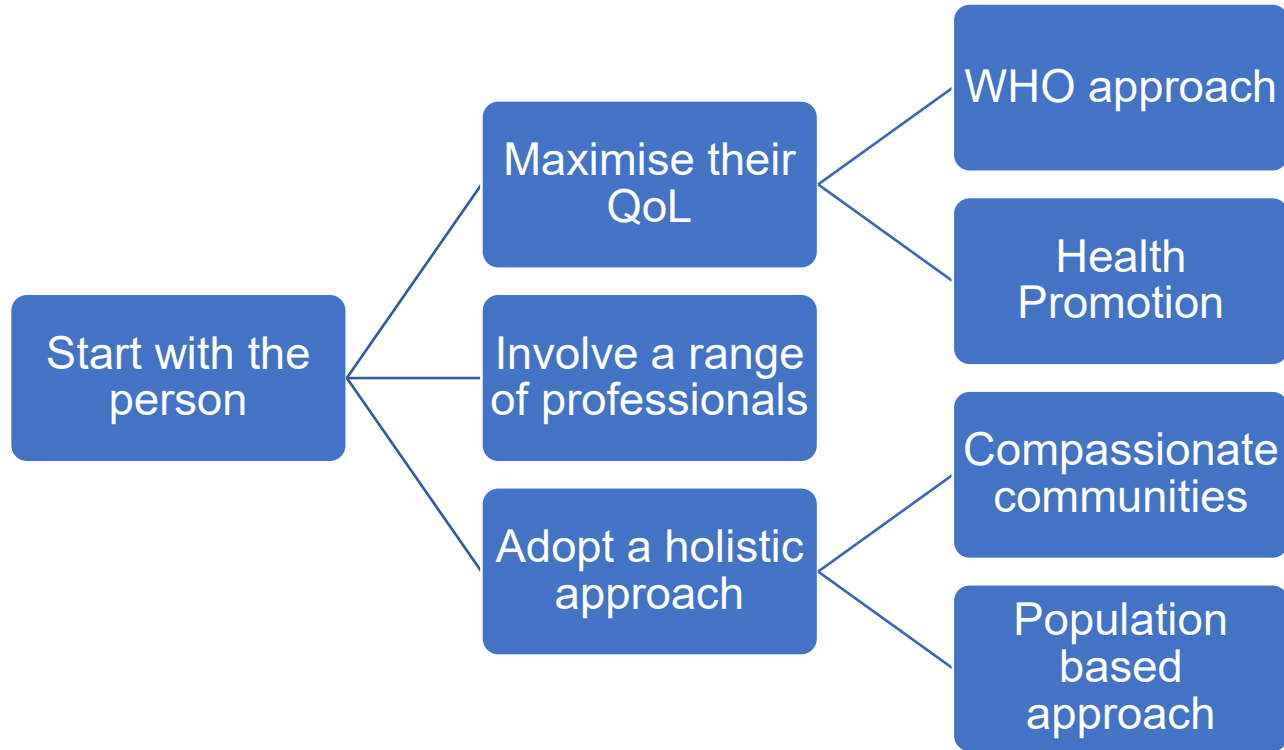 Start with the
person
Maximise their
QoL
Involve a range
of professionals
Adopt a holistic
approach
WHO approach
Health
Promotion
Compassionate
communities
Population
based
approach